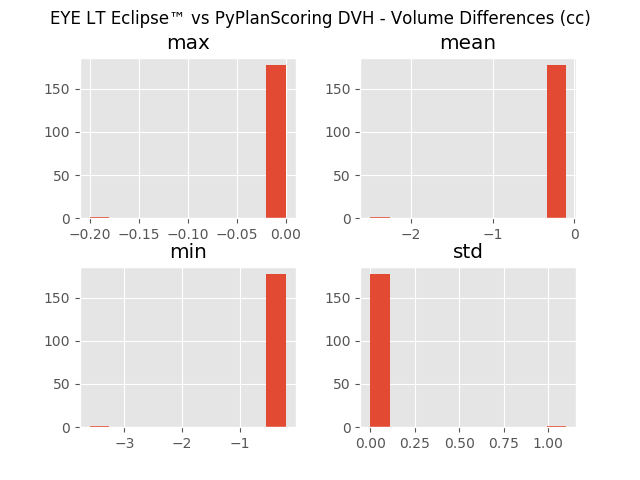 EYE LT Eclipse™ vs PyPlanScoring DVH - Volume Differences (cc)
max
mean
150
100
50
0
−0.20 −0.15 −0.10 −0.05 0.00
150
100
50
0
−2 −1 0
min
std
150
100
50
0
−3 −2 −1
150
100
50
0
0.00 0.25 0.50 0.75 1.00